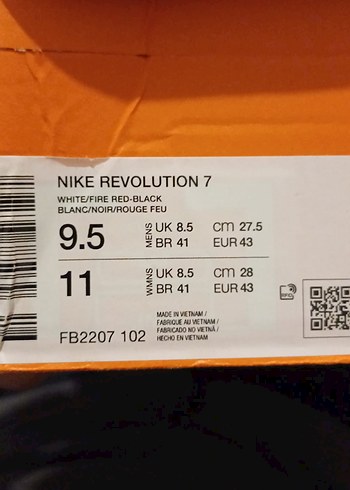 NIKE REVOLUTION 7
WHITE/FIRE RED-BLACK
BLANC/NOIR/ROUGE FEU
9.5 MENS UK 8.5 cm 27.5
BR 41 EUR 43
11 WMNS UK 8.5 cm 28
BR 41 EUR 43
MADE IN VIETNAM /
FABRIQUÉ AU VIETNAM /
FABRICADO NO VIETNÃ /
HECHO EN VIETNAM
FB2207 102